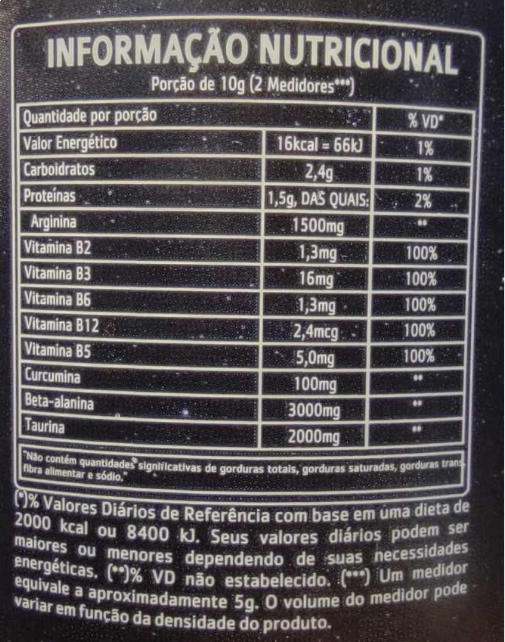 INFORMAÇÃO NUTRICIONAL
Porção de 10g (2 Medidores***)
Quantidade por porção % VD*
Valor Energético 16kcal = 66kJ 1%
Carboidratos 2,4g 1%
Proteínas 1,5g, DAS QUAIS: 2%
Arginina 1500mg **
Vitamina B2 1,3mg 100%
Vitamina B3 16mg 100%
Vitamina B6 1,3mg 100%
Vitamina B12 2,4mcg 100%
Vitamina B5 5,0mg 100%
Curcumina 100mg **
Beta-alanina 3000mg **
Taurina 2000mg **
"Não contém quantidades significativas de gorduras totais, gorduras saturadas, gorduras trans,
fibra alimentar e sódio."
(*)% Valores Diários de Referência com base em uma dieta de
2000 kcal ou 8400 kJ. Seus valores diários podem ser
maiores ou menores dependendo de suas necessidades
energéticas. (**)% VD não estabelecido. (***) Um medidor
equivale a aproximadamente 5g. O volume do medidor pode
variar em função da densidade do produto.